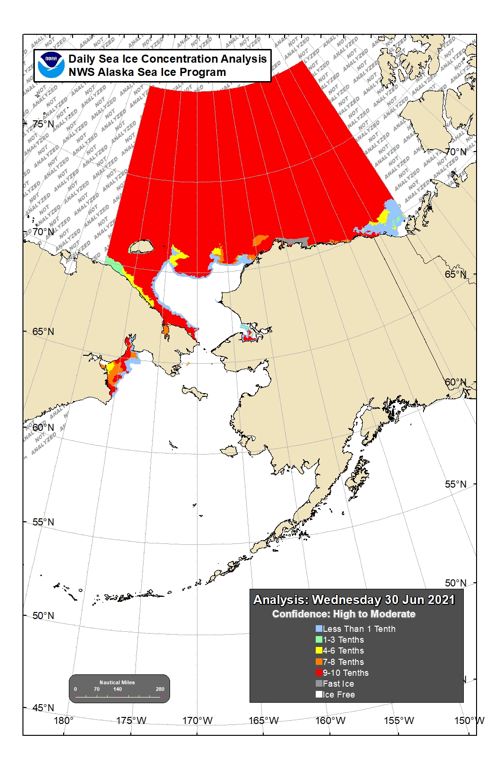 NOAA
Daily Sea Ice Concentration Analysis
NWS Alaska Sea Ice Program
NOT ANALYZED
75°N
70°N
70°N
65°N
65°N
60°N
60°N
55°N
55°N
50°N
50°N
45°N
Analysis: Wednesday 30 Jun 2021
Confidence: High to Moderate
Less Than 1 Tenth
1-3 Tenths
4-6 Tenths
7-8 Tenths
9-10 Tenths
Fast Ice
Ice Free
Nautical Miles
0 70 140 280
180° 175°W 170°W 165°W 160°W 155°W 150°W